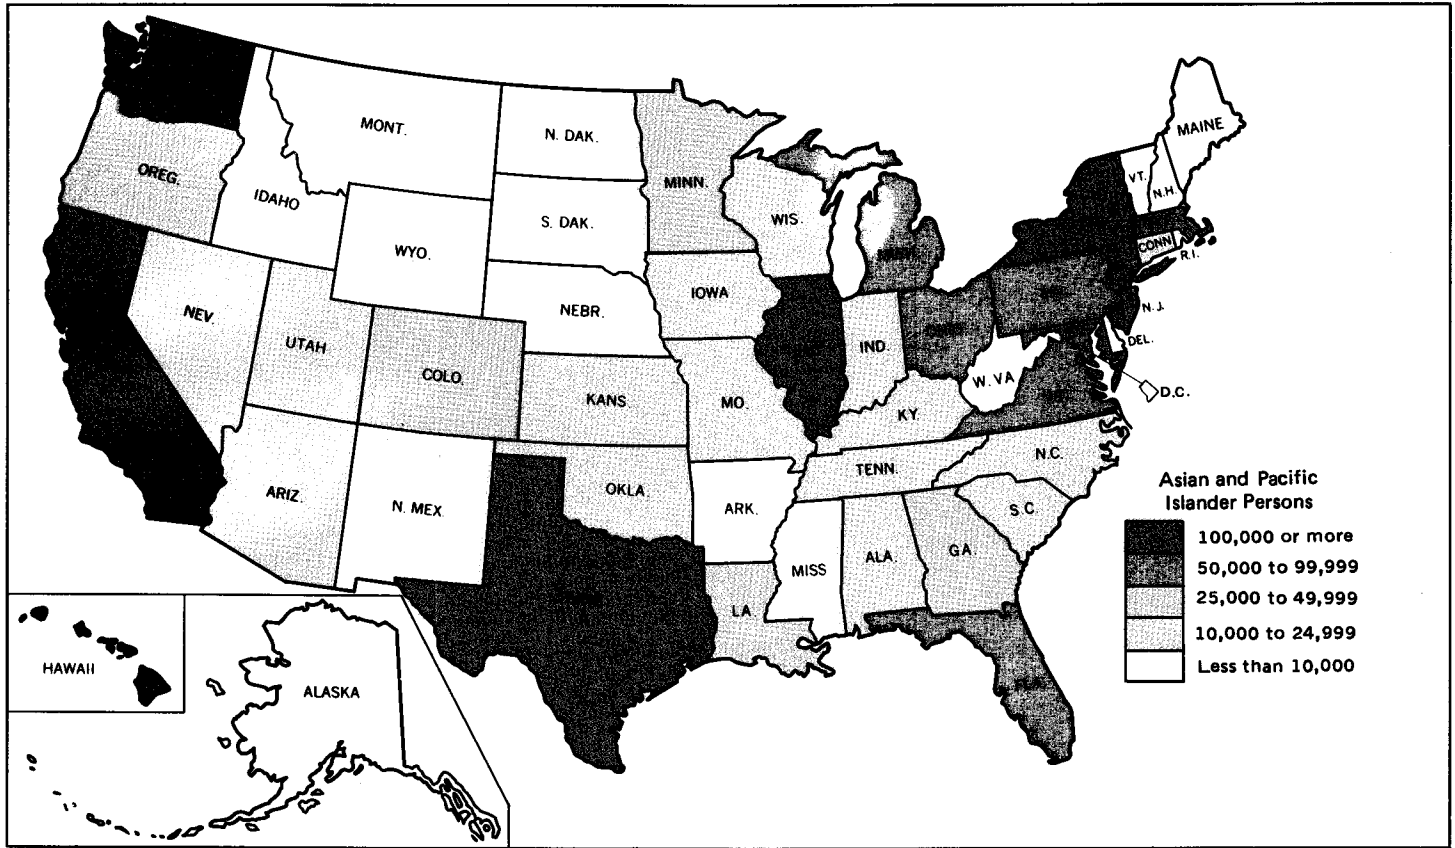 MONT.
N. DAK.
MINN.
MAINE
VT.
N.H.
OREG.
IDAHO
S. DAK.
WIS.
WYO.
CONN
R.I.
NEV.
NEBR.
IOWA
N.J.
UTAH
COLO.
IND.
OHIO
DEL.
W. VA
D.C.
KANS
MO.
KY
N.C.
TENN.
ARIZ.
N. MEX.
OKLA.
ARK.
S.C.
MISS
ALA.
GA
LA
FLA.
HAWAII
ALASKA
Asian and Pacific
Islander Persons
100,000 or more
50,000 to 99,999
25,000 to 49,999
10,000 to 24,999
Less than 10,000